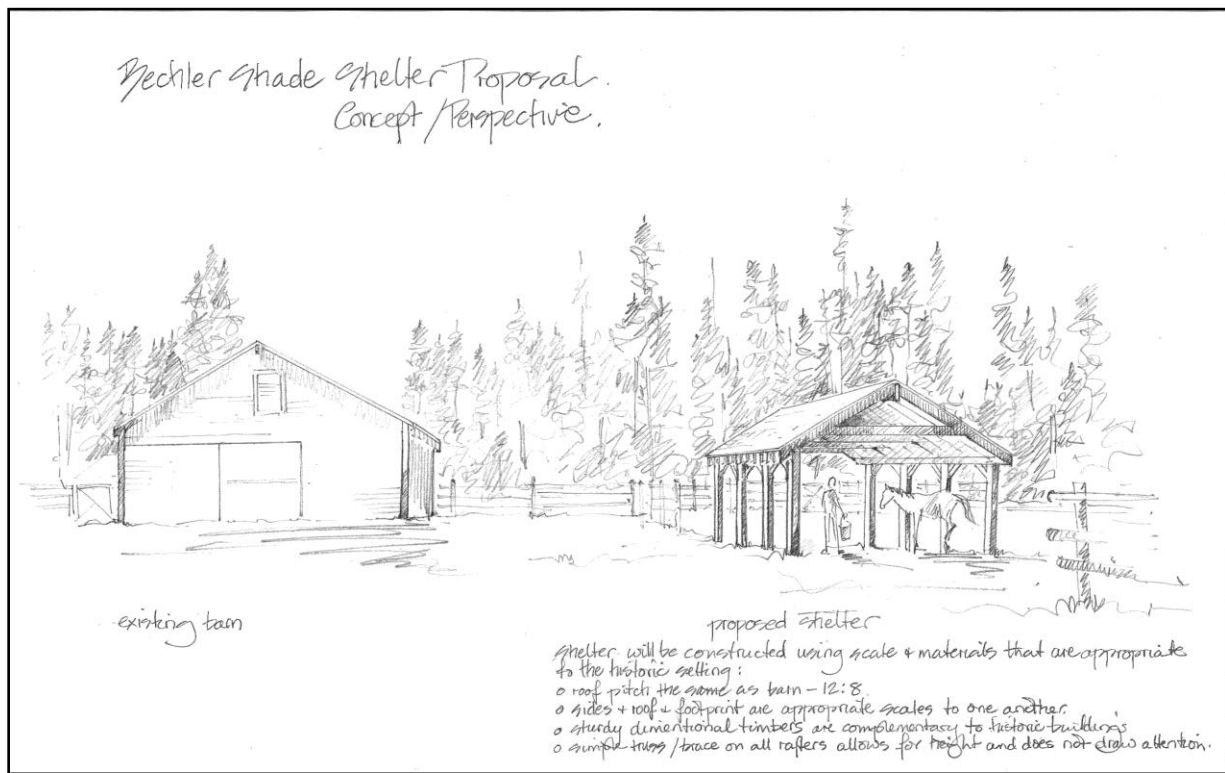 Bechler Shade Shelter Proposal.
Concept/Perspective.
existing barn
proposed shelter
shelter will be constructed using scale + materials that are appropriate
to the historic setting:
o roof pitch the same as barn - 12:8
o sides + roof + footprint are appropriate scales to one another.
o sturdy dimentional timbers are complementary to historic buildings
o simple truss/brace on all rafters allows for height and does not draw attention.